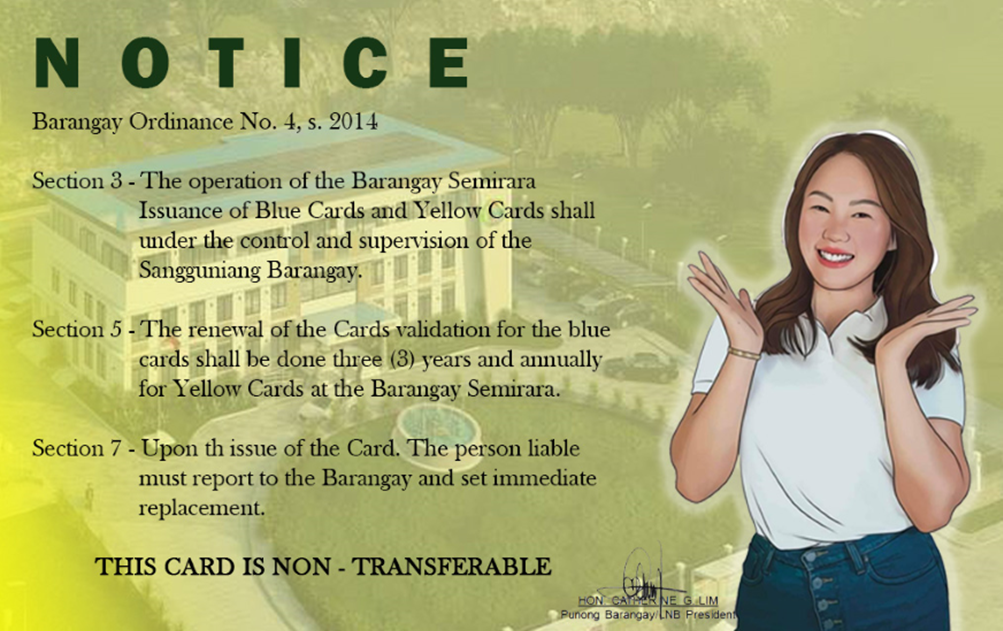 NOTICE
Barangay Ordinance No. 4, s. 2014
Section 3 - The operation of the Barangay Semirara
Issuance of Blue Cards and Yellow Cards shall
under the control and supervision of the
Sangguniang Barangay.
Section 5 - The renewal of the Cards validation for the blue
cards shall be done three (3) years and annually
for Yellow Cards at the Barangay Semirara.
Section 7 - Upon th issue of the Card. The person liable
must report to the Barangay and set immediate
replacement.
THIS CARD IS NON - TRANSFERABLE
HON. CATHERINE G. LIM
Punong Barangay/LNB President